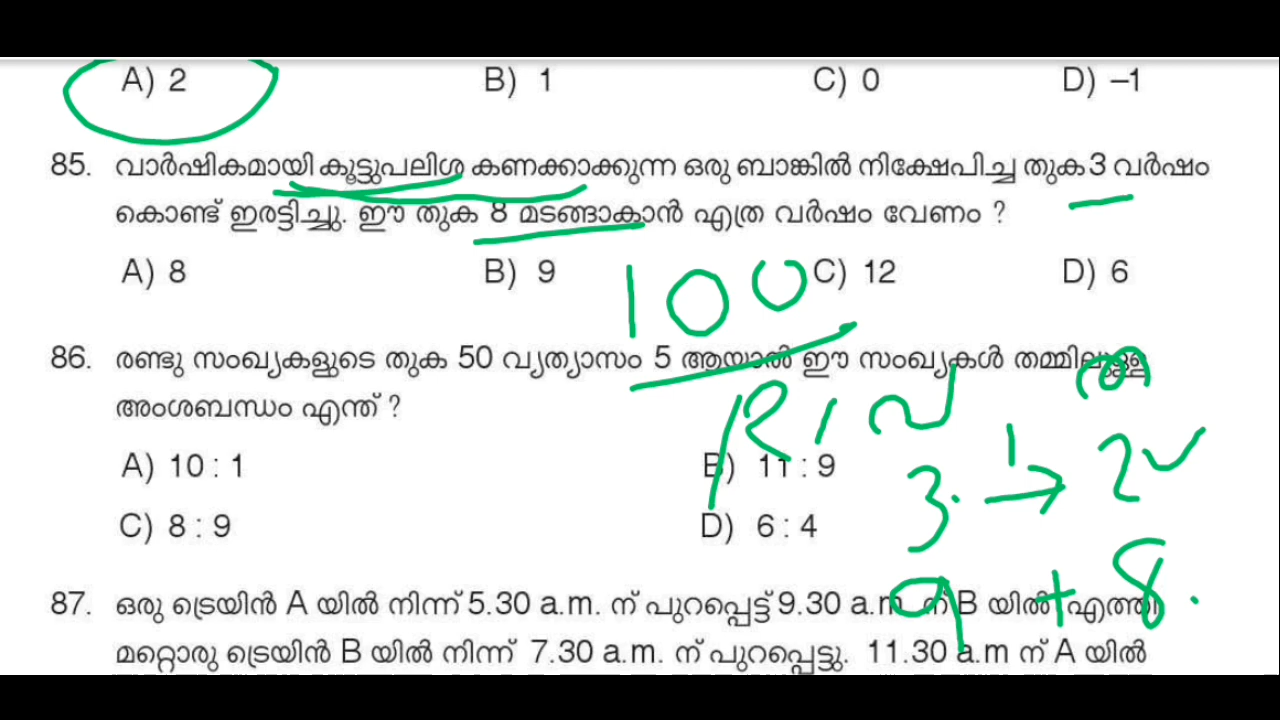 A) 2 B) 1 C) 0 D) –1
85. വാർഷികമായി കൂട്ടുപലിശ കണക്കാക്കുന്ന ഒരു ബാങ്കിൽ നിക്ഷേപിച്ച തുക 3 വർഷം
കൊണ്ട് ഇരട്ടിച്ചു. ഈ തുക 8 മടങ്ങാകാൻ എത്ര വർഷം വേണം ?
A) 8 B) 9 C) 12 D) 6
100
86. രണ്ടു സംഖ്യകളുടെ തുക 50 വ്യത്യാസം 5 ആയാൽ ഈ സംഖ്യകൾ തമ്മിലുള്ള
അംശബന്ധം എന്ത് ?
A) 10 : 1 B) 11 : 9
3 → 2
C) 8 : 9 D) 6 : 4
9 + 8
87. ഒരു ട്രെയിൻ A യിൽ നിന്ന് 5.30 a.m. ന് പുറപ്പെട്ട് 9.30 a.m. ന് B യിൽ എത്തി
മറ്റൊരു ട്രെയിൻ B യിൽ നിന്ന് 7.30 a.m. ന് പുറപ്പെട്ടു. 11.30 a.m ന് A യിൽ